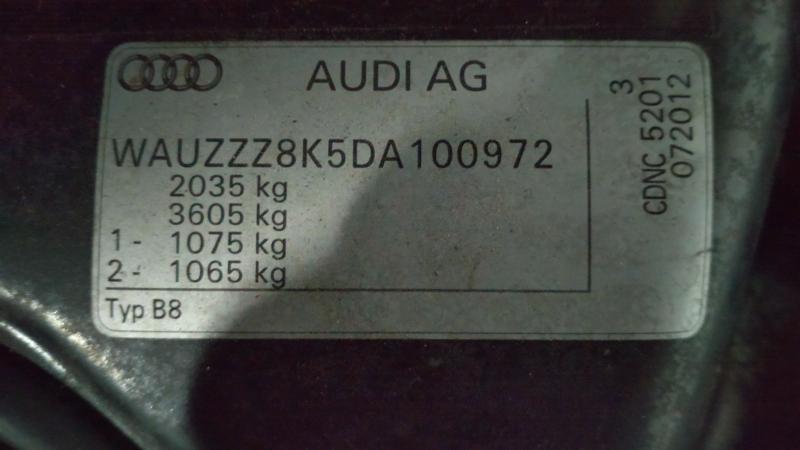 AUDI AG
WAUZZZ8K5DA100972
2035 kg
3605 kg
1 - 1075 kg
2 - 1065 kg
Typ B8
3
CDNC 5201
072012